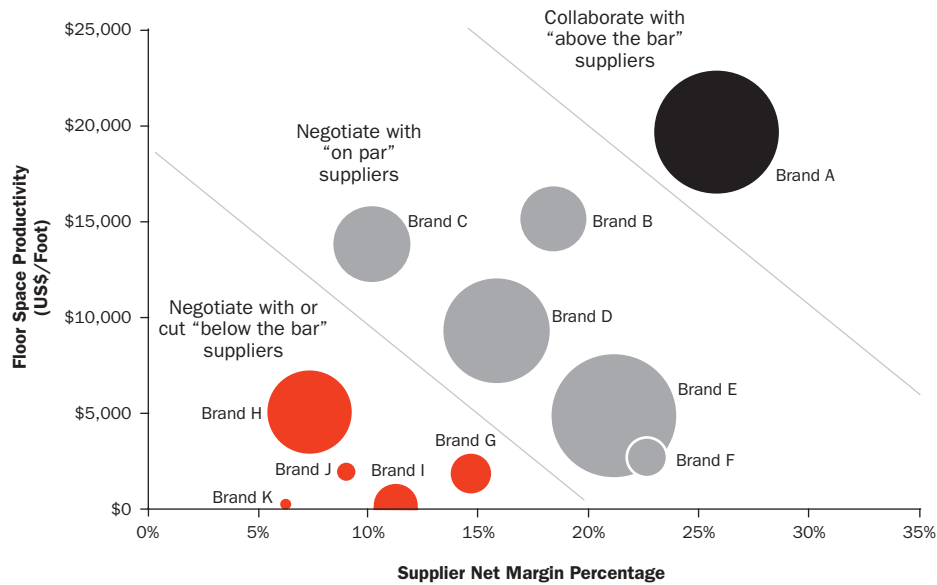 $25,000
$20,000
$15,000
$10,000
$5,000
$0
Floor Space Productivity
(US$/Foot)
Collaborate with
“above the bar”
suppliers
Negotiate with
“on par”
suppliers
Negotiate with or
cut “below the bar”
suppliers
Brand A
Brand B
Brand C
Brand D
Brand E
Brand F
Brand G
Brand H
Brand I
Brand J
Brand K
0%
5%
10%
15%
20%
25%
30%
35%
Supplier Net Margin Percentage